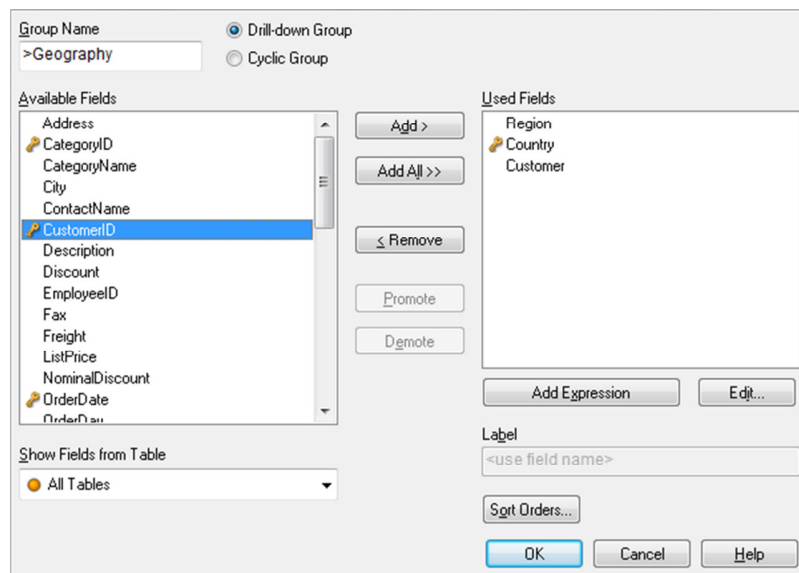 Group Name
>Geography
Drill-down Group
Cyclic Group
Available Fields
Address
CategoryID
CategoryName
City
ContactName
CustomerID
Description
Discount
EmployeeID
Fax
Freight
ListPrice
NominalDiscount
OrderDate
OrderDay
Show Fields from Table
All Tables
Add >
Add All >>
< Remove
Promote
Demote
Used Fields
Region
Country
Customer
Add Expression
Edit...
Label
<use field name>
Sort Orders...
OK
Cancel
Help